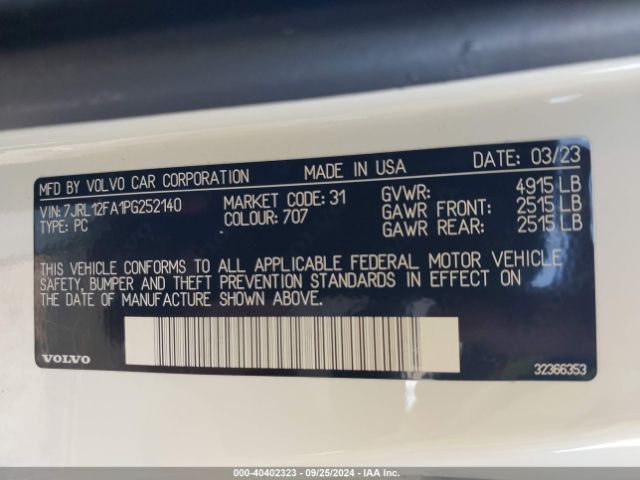 MFD BY VOLVO CAR CORPORATION MADE IN USA DATE: 03/23
VIN: 7JRL12FA1PG252140 MARKET CODE: 31 GVWR: 4915 LB
TYPE: PC COLOUR: 707 GAWR FRONT: 2515 LB
GAWR REAR: 2515 LB
THIS VEHICLE CONFORMS TO ALL APPLICABLE FEDERAL MOTOR VEHICLE
SAFETY, BUMPER AND THEFT PREVENTION STANDARDS IN EFFECT ON
THE DATE OF MANUFACTURE SHOWN ABOVE.
VOLVO 32366353
000-40402323 - 09/25/2024 - IAA Inc.